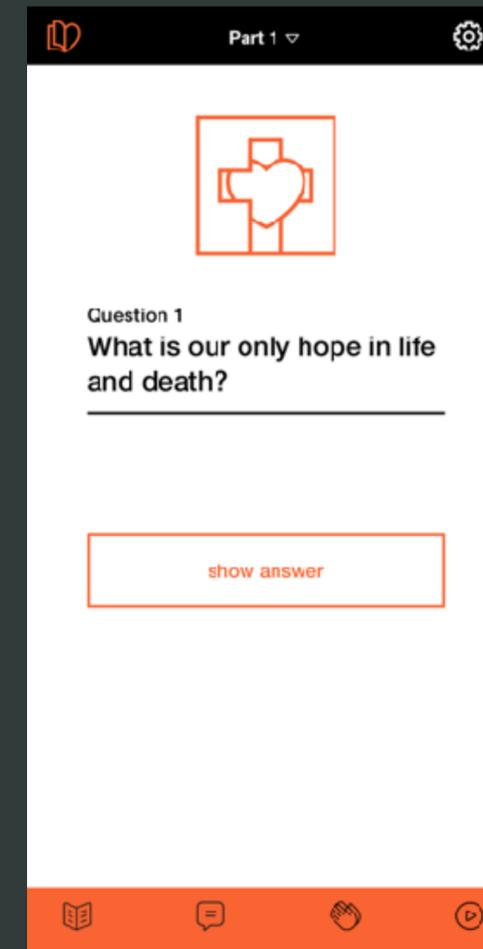 Part 1
Question 1
What is our only hope in life
and death?
show answer